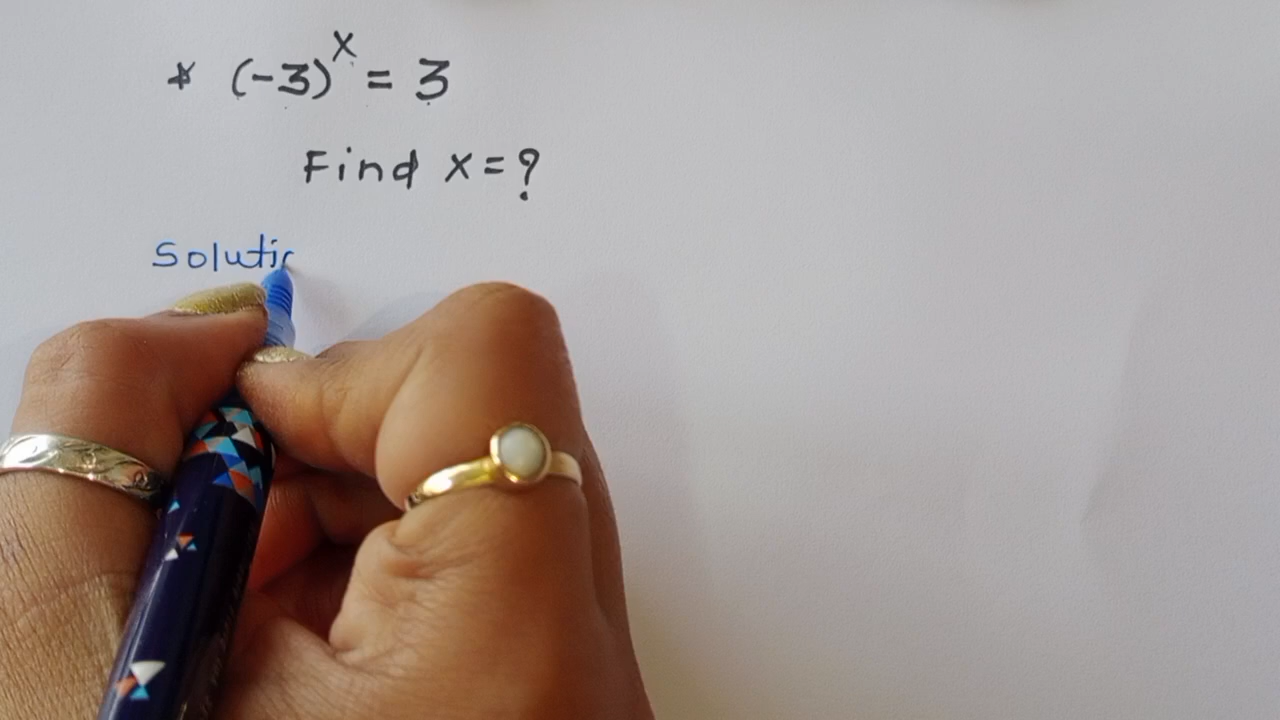 * (-3)^x = 3
Find x = ?
Solutio